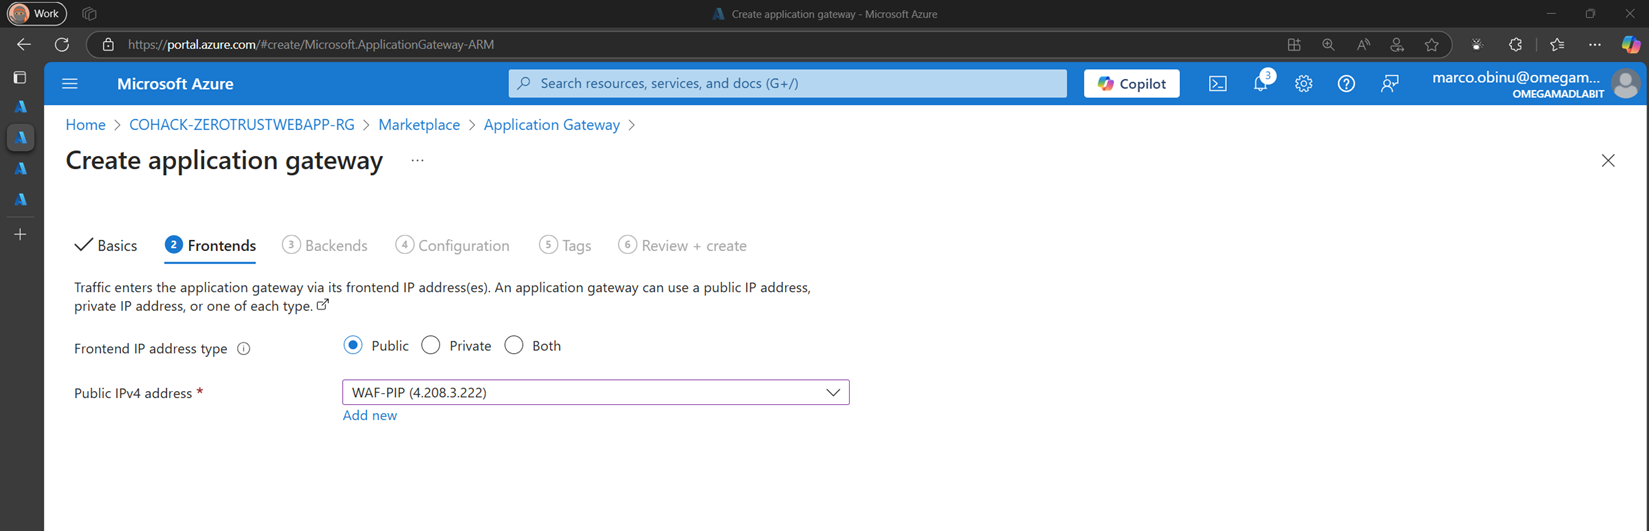 Work
Create application gateway - Microsoft Azure
https://portal.azure.com/#create/Microsoft.ApplicationGateway-ARM
Microsoft Azure
Search resources, services, and docs (G+/)
Copilot
3
marco.obinu@omegam...
OMEGAMADLABIT
Home > COHACK-ZEROTRUSTWEBAPP-RG > Marketplace > Application Gateway >
Create application gateway ...
Basics 2 Frontends 3 Backends 4 Configuration 5 Tags 6 Review + create
Traffic enters the application gateway via its frontend IP address(es). An application gateway can use a public IP address,
private IP address, or one of each type.
Frontend IP address type Public Private Both
Public IPv4 address * WAF-PIP (4.208.3.222)
Add new